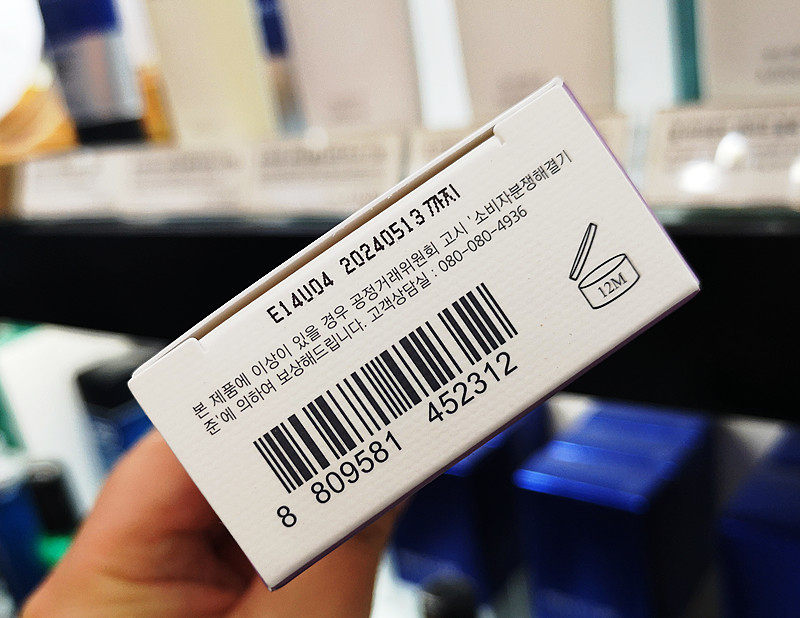 E14U04 20240513 까지
본 제품에 이상이 있을 경우 공정거래위원회 고시 '소비자분쟁해결기
준'에 의하여 보상해드립니다. 고객상담실 : 080-080-4936
12M
8 809581 452312